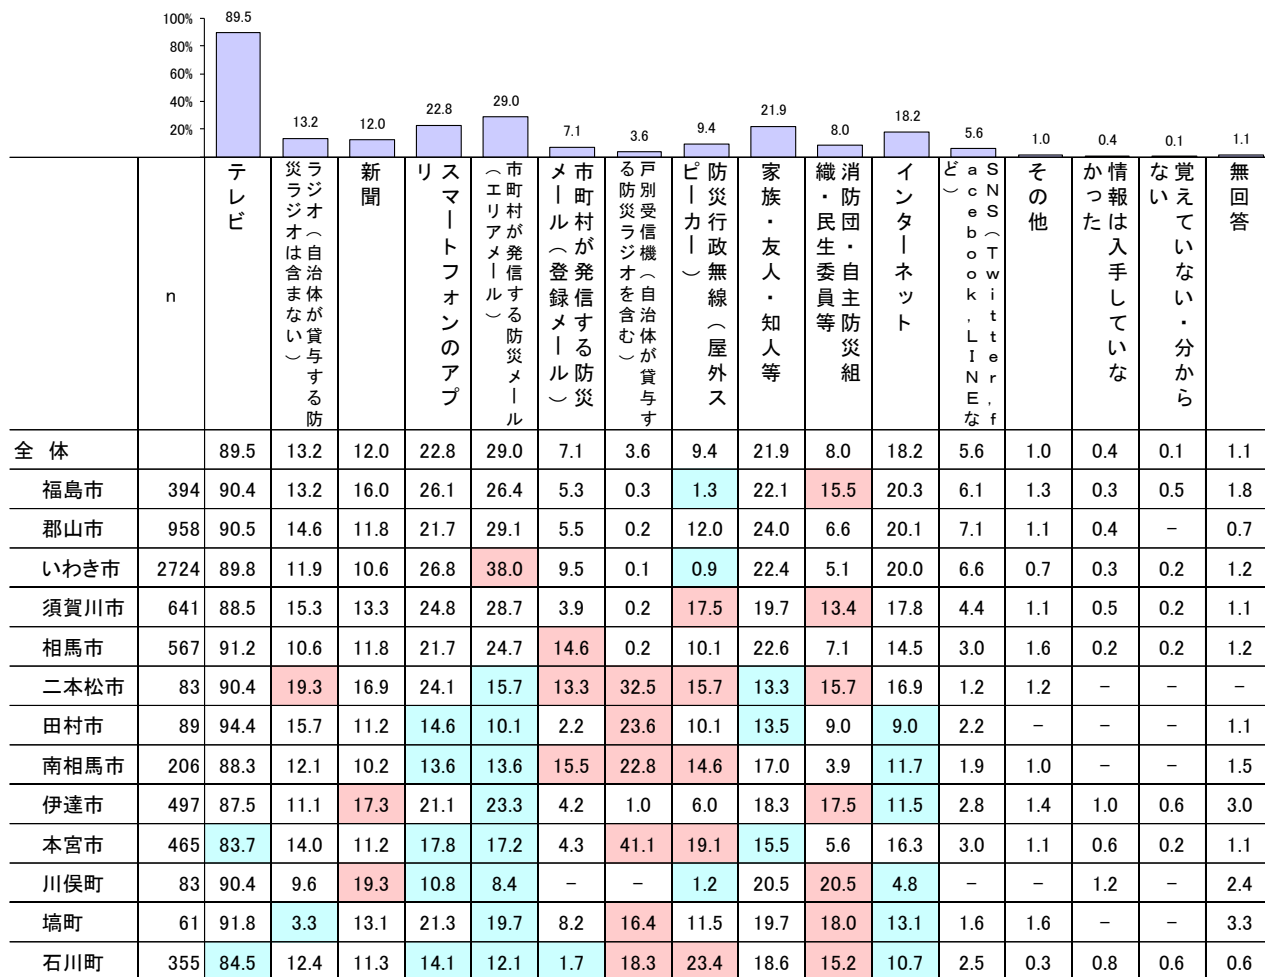 100%
80%
60%
40%
20%
89.5 13.2 12.0 22.8 29.0 7.1 3.6 9.4 21.9 8.0 18.2 5.6 1.0 0.4 0.1 1.1
n
テレビ
ラジオ（自治体が貸与する防
災ラジオは含まない）
新聞
スマートフォンのアプ
リ
市町村が発信する防災メール
（エリアメール）
市町村が発信する防災
メール（登録メール）
戸別受信機（自治体が貸与す
る防災ラジオを含む）
防災行政無線（屋外ス
ピーカー）
家族・友人・知人等
消防団・自主防災組
織・民生委員等
インターネット
SNS（Twitter,f
acebook,LINEな
ど）
その他
情報は入手していな
かった
覚えていない・分から
ない
無回答
全 体 89.5 13.2 12.0 22.8 29.0 7.1 3.6 9.4 21.9 8.0 18.2 5.6 1.0 0.4 0.1 1.1
福島市 394 90.4 13.2 16.0 26.1 26.4 5.3 0.3 1.3 22.1 15.5 20.3 6.1 1.3 0.3 0.5 1.8
郡山市 958 90.5 14.6 11.8 21.7 29.1 5.5 0.2 12.0 24.0 6.6 20.1 7.1 1.1 0.4 － 0.7
いわき市 2724 89.8 11.9 10.6 26.8 38.0 9.5 0.1 0.9 22.4 5.1 20.0 6.6 0.7 0.3 0.2 1.2
須賀川市 641 88.5 15.3 13.3 24.8 28.7 3.9 0.2 17.5 19.7 13.4 17.8 4.4 1.1 0.5 0.2 1.1
相馬市 567 91.2 10.6 11.8 21.7 24.7 14.6 0.2 10.1 22.6 7.1 14.5 3.0 1.6 0.2 0.2 1.2
二本松市 83 90.4 19.3 16.9 24.1 15.7 13.3 32.5 15.7 13.3 15.7 16.9 1.2 1.2 － － －
田村市 89 94.4 15.7 11.2 14.6 10.1 2.2 23.6 10.1 13.5 9.0 9.0 2.2 － － － 1.1
南相馬市 206 88.3 12.1 10.2 13.6 13.6 15.5 22.8 14.6 17.0 3.9 11.7 1.9 1.0 － － 1.5
伊達市 497 87.5 11.1 17.3 21.1 23.3 4.2 1.0 6.0 18.3 17.5 11.5 2.8 1.4 1.0 0.6 3.0
本宮市 465 83.7 14.0 11.2 17.8 17.2 4.3 41.1 19.1 15.5 5.6 16.3 3.0 1.1 0.6 0.2 1.1
川俣町 83 90.4 9.6 19.3 10.8 8.4 － － 1.2 20.5 20.5 4.8 － － 1.2 － 2.4
塙町 61 91.8 3.3 13.1 21.3 19.7 8.2 16.4 11.5 19.7 18.0 13.1 1.6 1.6 － － 3.3
石川町 355 84.5 12.4 11.3 14.1 12.1 1.7 18.3 23.4 18.6 15.2 10.7 2.5 0.3 0.8 0.6 0.6